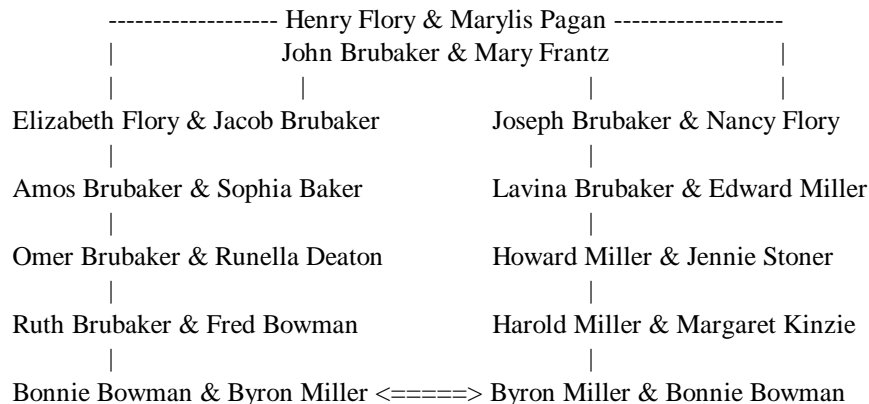 ------------------- Henry Flory & Marylis Pagan -------------------
| John Brubaker & Mary Frantz |
| | | |
Elizabeth Flory & Jacob Brubaker Joseph Brubaker & Nancy Flory
| |
Amos Brubaker & Sophia Baker Lavina Brubaker & Edward Miller
| |
Omer Brubaker & Runella Deaton Howard Miller & Jennie Stoner
| |
Ruth Brubaker & Fred Bowman Harold Miller & Margaret Kinzie
| |
Bonnie Bowman & Byron Miller <=====> Byron Miller & Bonnie Bowman